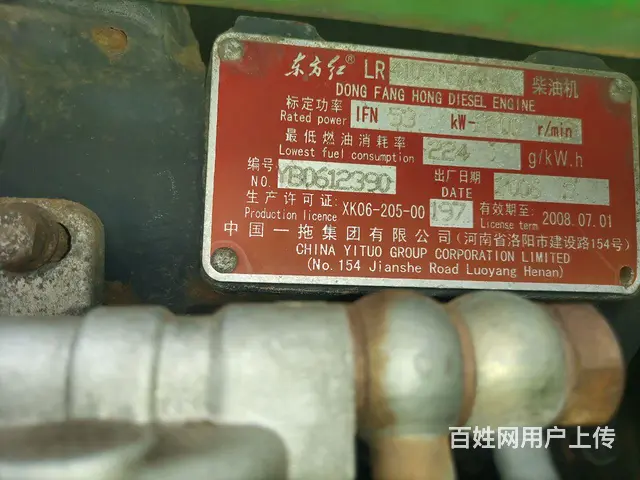 东方红® LR 柴油机
DONG FANG HONG DIESEL ENGINE
标定功率
Rated power IFN 53 kW- r/min
最低燃油消耗率
Lowest fuel consumption 224 g/kW.h
编号
NO. YB0612390
出厂日期
DATE 2006
生产许可证:
Production licence XK06-205-00 197
有效期至:
License term 2008.07.01
中国一拖集团有限公司(河南省洛阳市建设路154号)
CHINA YITUO GROUP CORPORATION LIMITED
(No.154 Jianshe Road Luoyang Henan)
百姓网用户上传